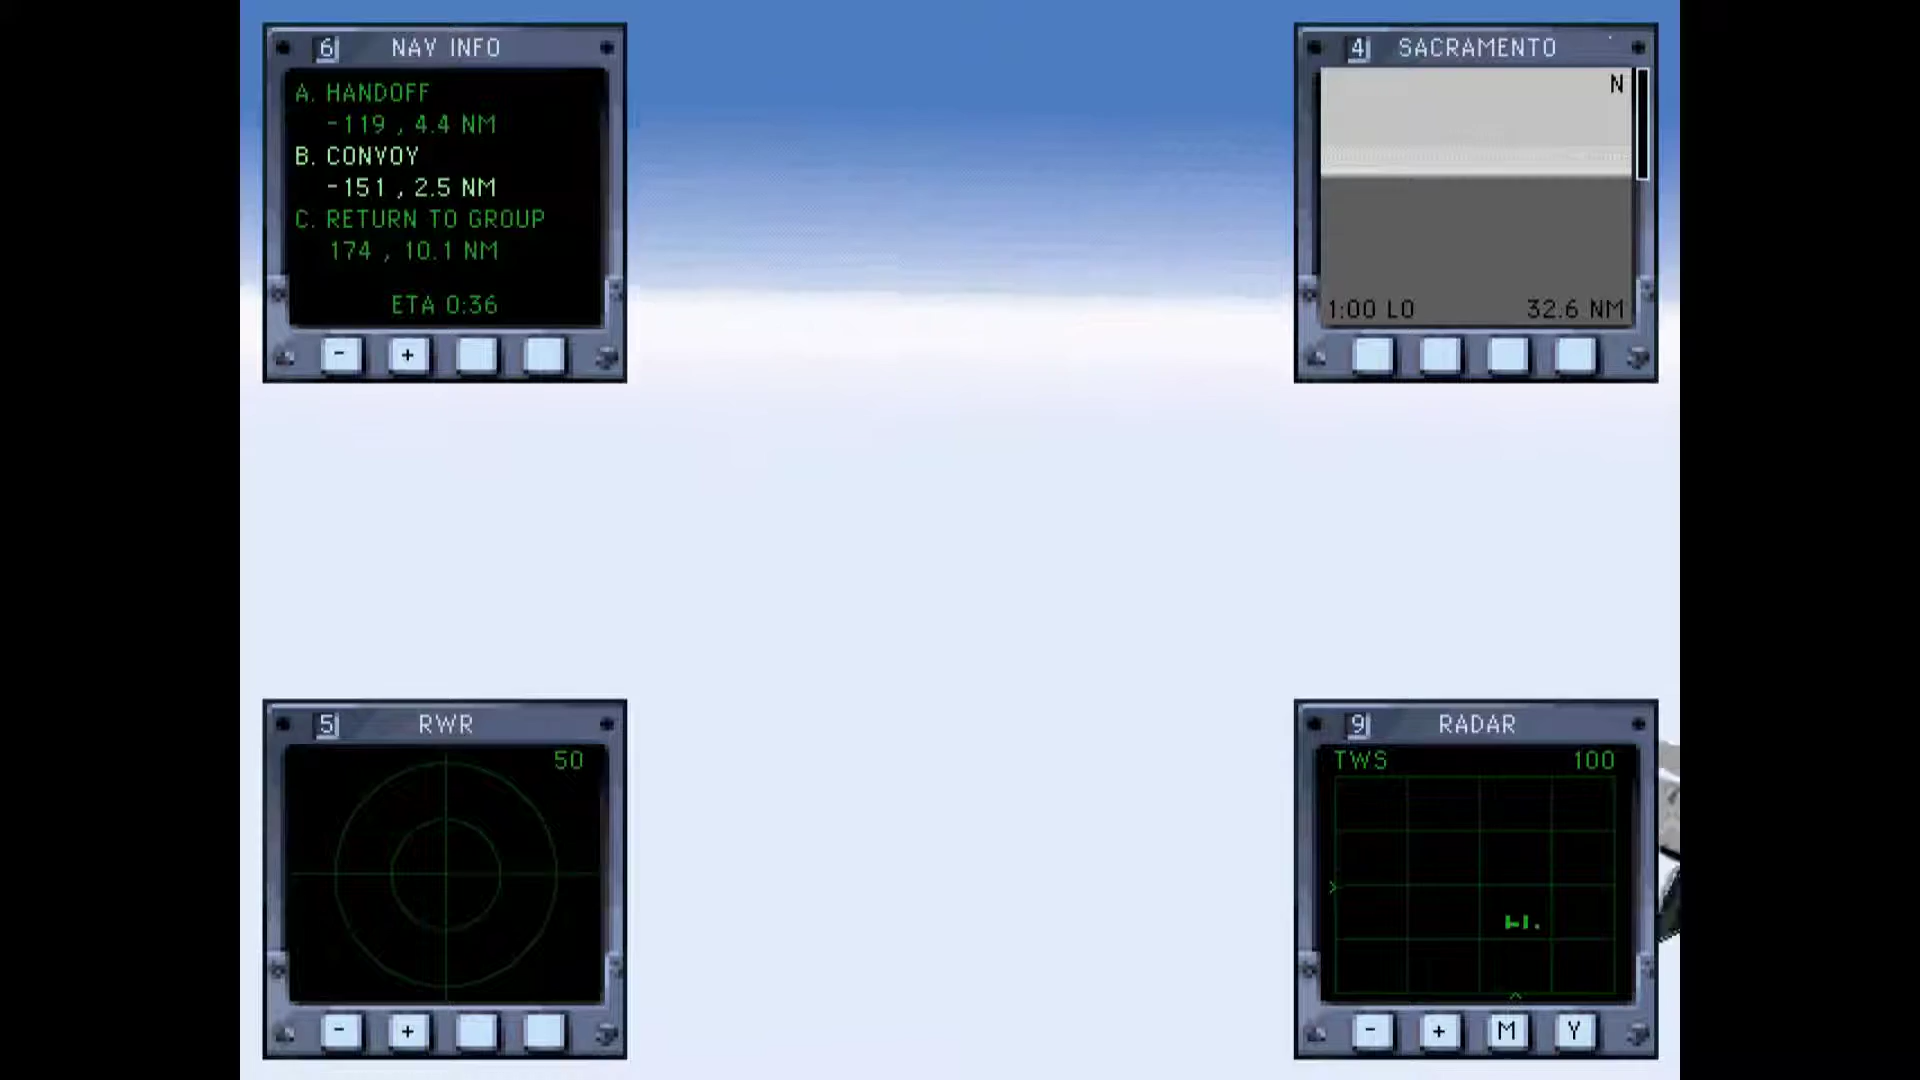 6 NAV INFO
A. HANDOFF
-119 , 4.4 NM
B. CONVOY
-151 , 2.5 NM
C. RETURN TO GROUP
174 , 10.1 NM
ETA 0:36
- +
4 SACRAMENTO
N
1:00 LO 32.6 NM
5 RWR
50
- +
9 RADAR
TWS 100
- + M Y